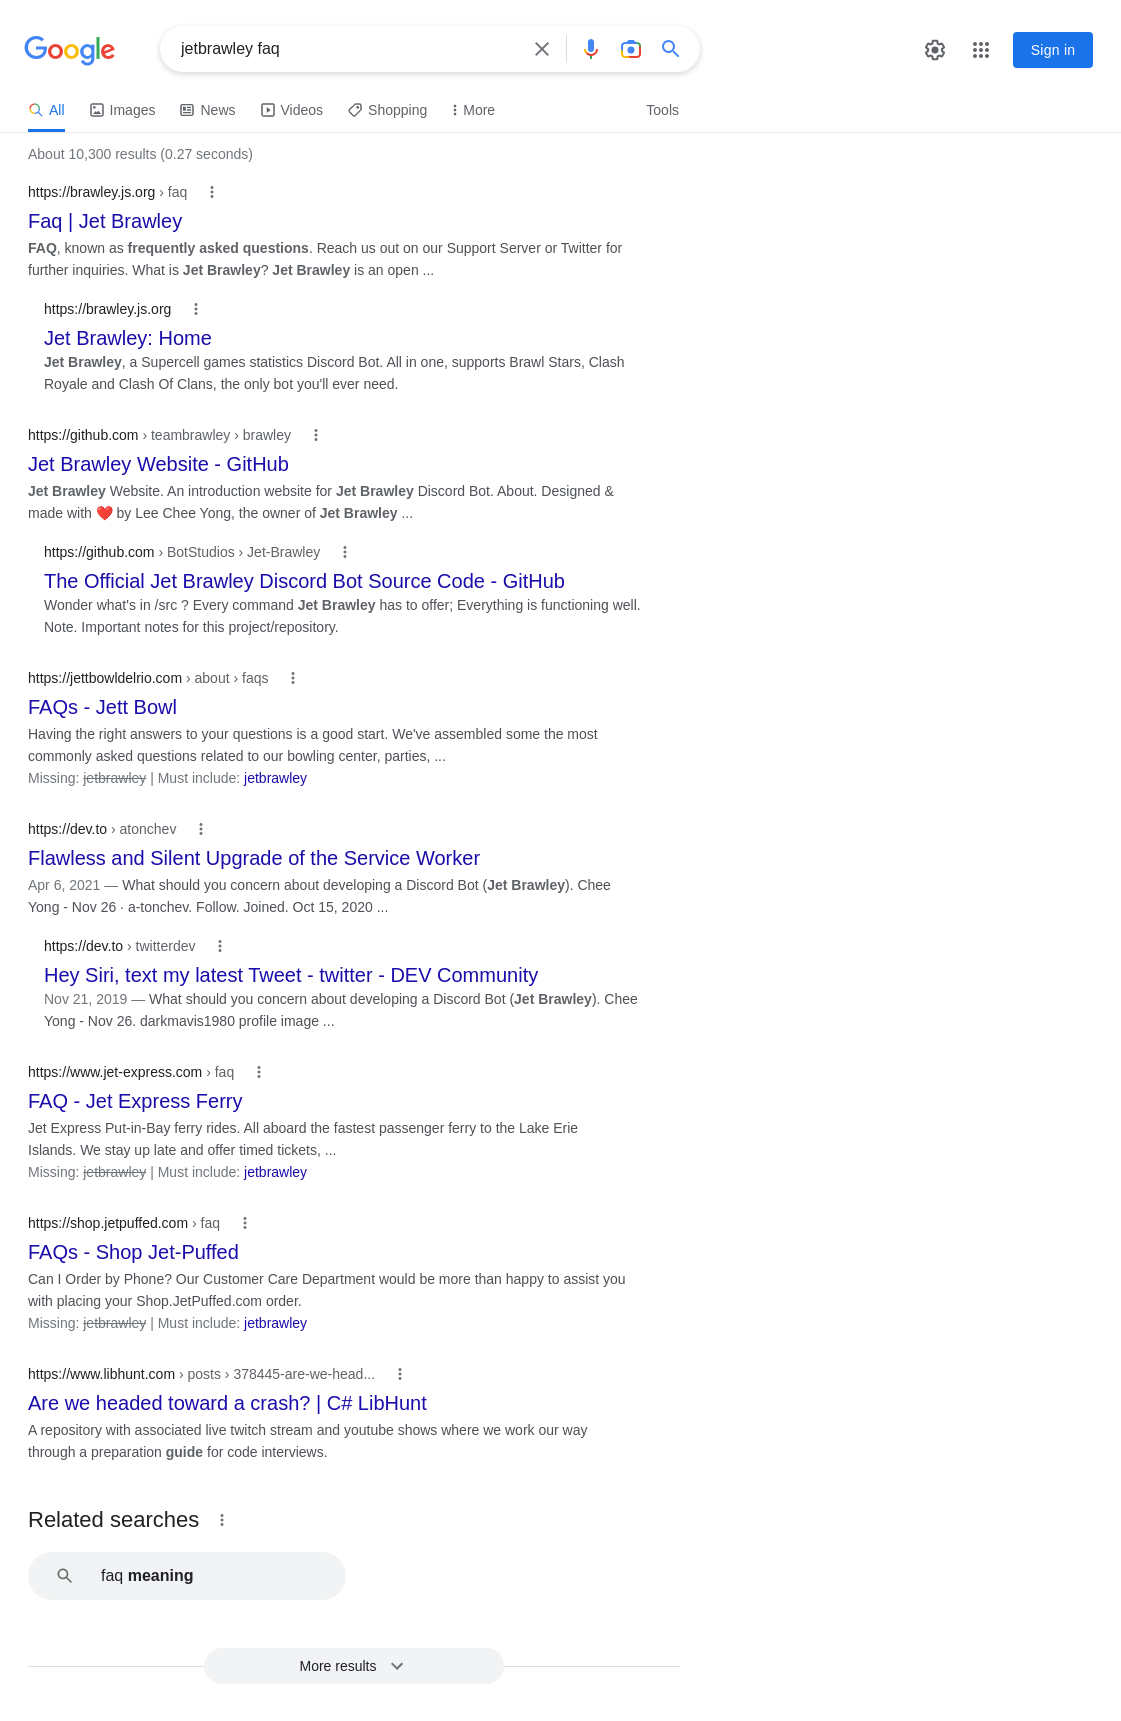 Google
jetbrawley faq
Sign in
All
Images
News
Videos
Shopping
More
Tools
About 10,300 results (0.27 seconds)
https://brawley.js.org › faq
Faq | Jet Brawley
FAQ, known as frequently asked questions. Reach us out on our Support Server or Twitter for
further inquiries. What is Jet Brawley? Jet Brawley is an open ...
https://brawley.js.org
Jet Brawley: Home
Jet Brawley, a Supercell games statistics Discord Bot. All in one, supports Brawl Stars, Clash
Royale and Clash Of Clans, the only bot you'll ever need.
https://github.com › teambrawley › brawley
Jet Brawley Website - GitHub
Jet Brawley Website. An introduction website for Jet Brawley Discord Bot. About. Designed &
made with ❤️ by Lee Chee Yong, the owner of Jet Brawley ...
https://github.com › BotStudios › Jet-Brawley
The Official Jet Brawley Discord Bot Source Code - GitHub
Wonder what's in /src ? Every command Jet Brawley has to offer; Everything is functioning well.
Note. Important notes for this project/repository.
https://jettbowldelrio.com › about › faqs
FAQs - Jett Bowl
Having the right answers to your questions is a good start. We've assembled some the most
commonly asked questions related to our bowling center, parties, ...
Missing: jetbrawley | Must include: jetbrawley
https://dev.to › atonchev
Flawless and Silent Upgrade of the Service Worker
Apr 6, 2021 — What should you concern about developing a Discord Bot (Jet Brawley). Chee
Yong - Nov 26 · a-tonchev. Follow. Joined. Oct 15, 2020 ...
https://dev.to › twitterdev
Hey Siri, text my latest Tweet - twitter - DEV Community
Nov 21, 2019 — What should you concern about developing a Discord Bot (Jet Brawley). Chee
Yong - Nov 26. darkmavis1980 profile image ...
https://www.jet-express.com › faq
FAQ - Jet Express Ferry
Jet Express Put-in-Bay ferry rides. All aboard the fastest passenger ferry to the Lake Erie
Islands. We stay up late and offer timed tickets, ...
Missing: jetbrawley | Must include: jetbrawley
https://shop.jetpuffed.com › faq
FAQs - Shop Jet-Puffed
Can I Order by Phone? Our Customer Care Department would be more than happy to assist you
with placing your Shop.JetPuffed.com order.
Missing: jetbrawley | Must include: jetbrawley
https://www.libhunt.com › posts › 378445-are-we-head...
Are we headed toward a crash? | C# LibHunt
A repository with associated live twitch stream and youtube shows where we work our way
through a preparation guide for code interviews.
Related searches
faq meaning
More results